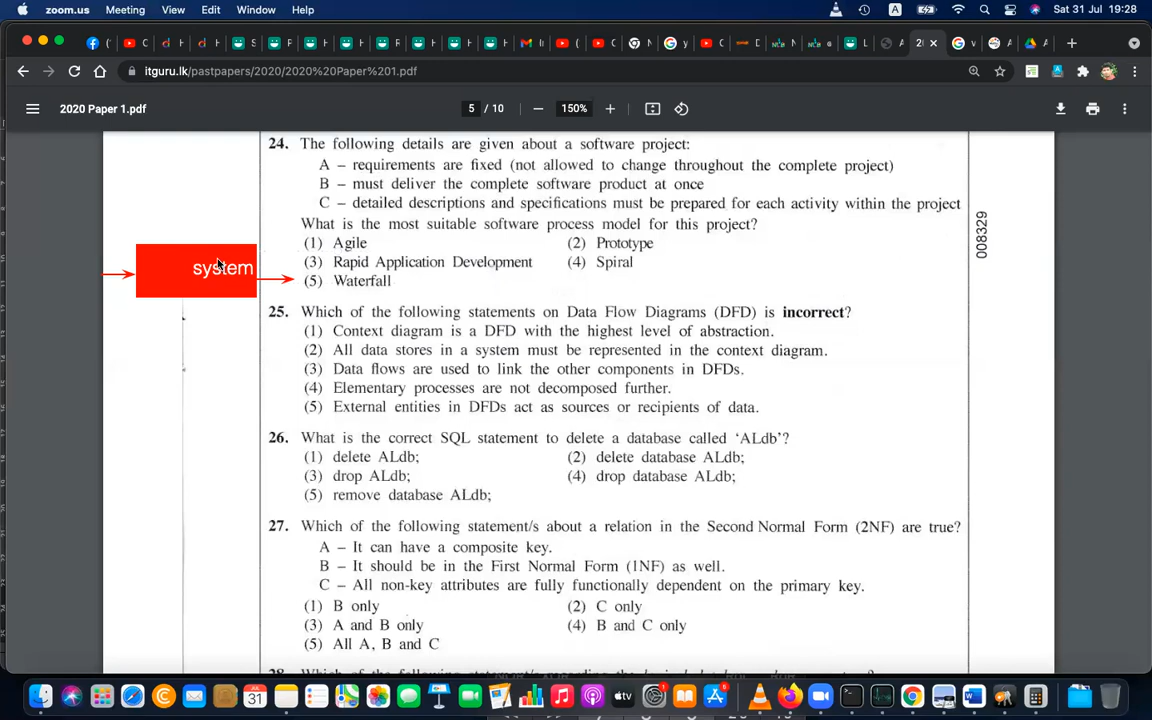 zoom.us Meeting View Edit Window Help A Sat 31 Jul 19:28
itguru.lk/pastpapers/2020/2020%20Paper%201.pdf
2020 Paper 1.pdf 5 / 10 150%
24. The following details are given about a software project:
A – requirements are fixed (not allowed to change throughout the complete project)
B – must deliver the complete software product at once
C – detailed descriptions and specifications must be prepared for each activity within the project
What is the most suitable software process model for this project?
(1) Agile (2) Prototype
(3) Rapid Application Development (4) Spiral
(5) Waterfall
system
008329
25. Which of the following statements on Data Flow Diagrams (DFD) is incorrect?
(1) Context diagram is a DFD with the highest level of abstraction.
(2) All data stores in a system must be represented in the context diagram.
(3) Data flows are used to link the other components in DFDs.
(4) Elementary processes are not decomposed further.
(5) External entities in DFDs act as sources or recipients of data.
26. What is the correct SQL statement to delete a database called ‘ALdb’?
(1) delete ALdb; (2) delete database ALdb;
(3) drop ALdb; (4) drop database ALdb;
(5) remove database ALdb;
27. Which of the following statement/s about a relation in the Second Normal Form (2NF) are true?
A – It can have a composite key.
B – It should be in the First Normal Form (1NF) as well.
C – All non-key attributes are fully functionally dependent on the primary key.
(1) B only (2) C only
(3) A and B only (4) B and C only
(5) All A, B and C